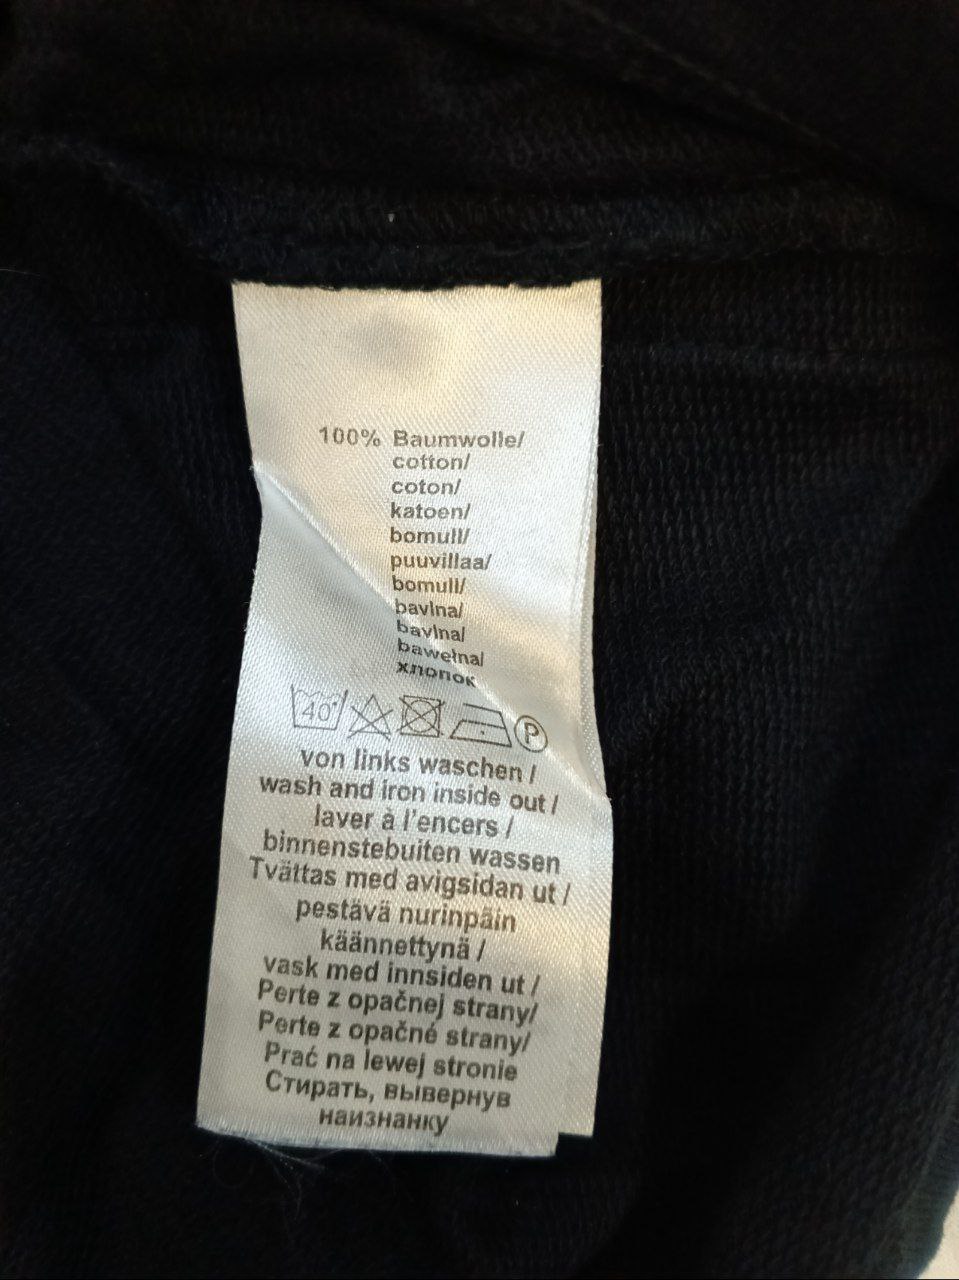 100% Baumwolle/
cotton/
coton/
katoen/
bomull/
puuvillaa/
bomull/
bavlna/
bavlna/
bawełna/
хлопок
40° P
von links waschen /
wash and iron inside out /
laver à l'encers /
binnenstebuiten wassen
Tvättas med avigsidan ut /
pestävä nurinpäin
käännettynä /
vask med innsiden ut /
Perte z opačnej strany/
Perte z opačné strany/
Prać na lewej stronie
Стирать, вывернув
наизнанку